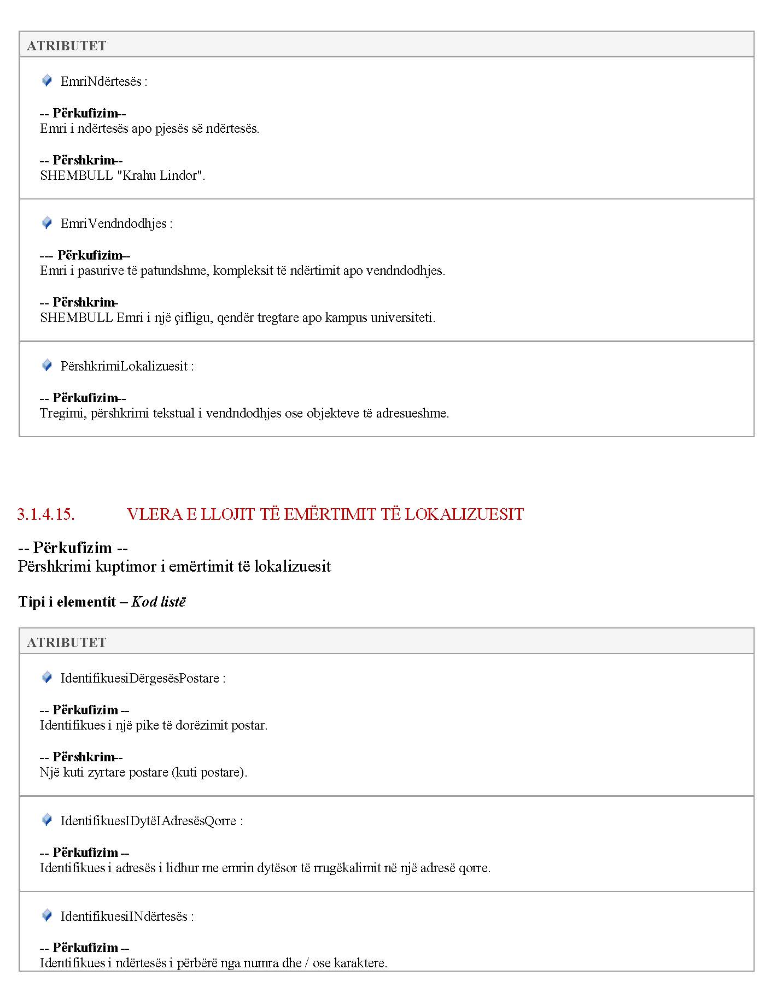 ATRIBUTET
EmriNdërtesës :
-- Përkufizim--
Emri i ndërtesës apo pjesës së ndërtesës.
-- Përshkrim--
SHEMBULL "Krahu Lindor".
EmriVendndodhjes :
--- Përkufizim--
Emri i pasurive të patundshme, kompleksit të ndërtimit apo vendndodhjes.
-- Përshkrim-
SHEMBULL Emri i një çifligu, qendër tregtare apo kampus universiteti.
PërshkrimiLokalizuesit :
-- Përkufizim--
Tregimi, përshkrimi tekstual i vendndodhjes ose objekteve të adresueshme.
3.1.4.15. VLERA E LLOJIT TË EMËRTIMIT TË LOKALIZUESIT
-- Përkufizim --
Përshkrimi kuptimor i emërtimit të lokalizuesit
Tipi i elementit – Kod listë
ATRIBUTET
IdentifikuesiDërgesësPostare :
-- Përkufizim --
Identifikues i një pike të dorëzimit postar.
-- Përshkrim--
Një kuti zyrtare postare (kuti postare).
IdentifikuesIDytëIAdresësQorre :
-- Përkufizim --
Identifikues i adresës i lidhur me emrin dytësor të rrugëkalimit në një adresë qorre.
IdentifikuesiINdërtesës :
-- Përkufizim --
Identifikues i ndërtesës i përbërë nga numra dhe / ose karaktere.